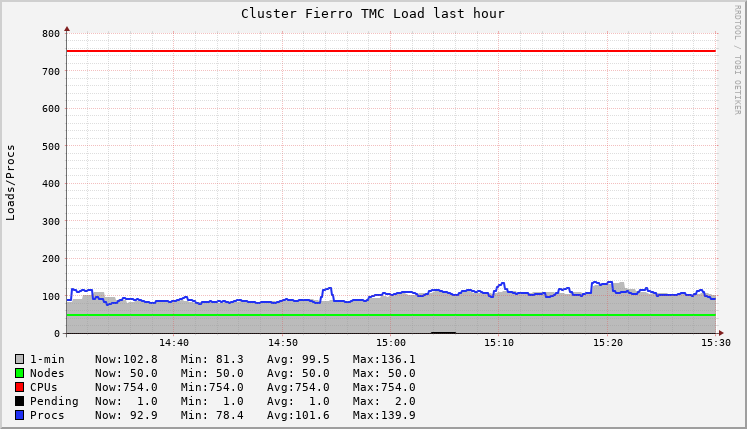 Cluster Fierro TMC Load last hour
RRDTOOL / TOBI OETIKER
Loads/Procs
800
700
600
500
400
300
200
100
0
14:40 14:50 15:00 15:10 15:20 15:30
1-min Now:102.8 Min: 81.3 Avg: 99.5 Max:136.1
Nodes Now: 50.0 Min: 50.0 Avg: 50.0 Max: 50.0
CPUs Now:754.0 Min:754.0 Avg:754.0 Max:754.0
Pending Now: 1.0 Min: 1.0 Avg: 1.0 Max: 2.0
Procs Now: 92.9 Min: 78.4 Avg:101.6 Max:139.9